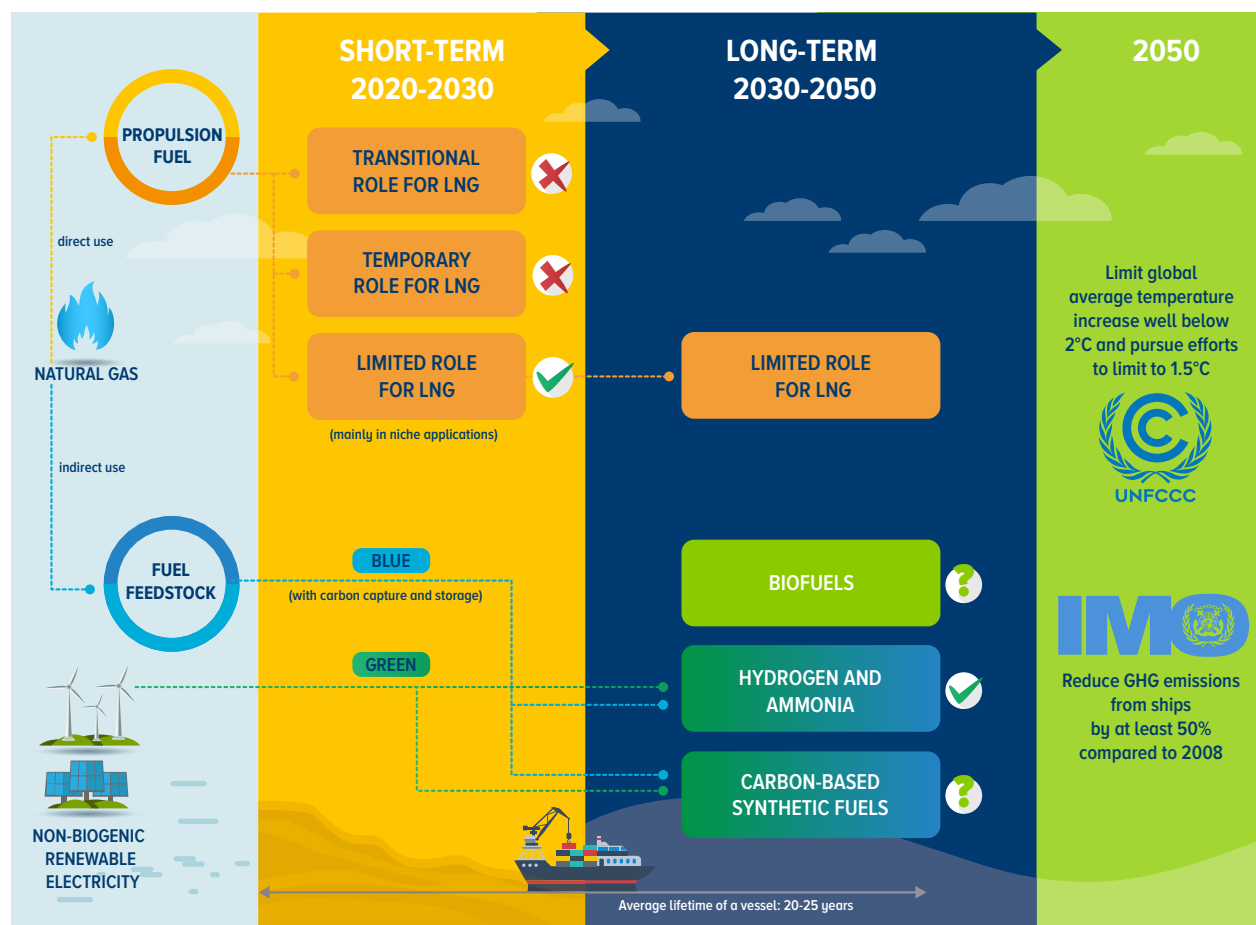 SHORT-TERM
2020-2030
LONG-TERM
2030-2050
2050
PROPULSION
FUEL
direct use
NATURAL GAS
indirect use
FUEL
FEEDSTOCK
NON-BIOGENIC
RENEWABLE
ELECTRICITY
TRANSITIONAL
ROLE FOR LNG
TEMPORARY
ROLE FOR LNG
LIMITED ROLE
FOR LNG
(mainly in niche applications)
BLUE
(with carbon capture and storage)
GREEN
LIMITED ROLE
FOR LNG
BIOFUELS
?
HYDROGEN AND
AMMONIA
CARBON-BASED
SYNTHETIC FUELS
?
Average lifetime of a vessel: 20-25 years
Limit global
average temperature
increase well below
2°C and pursue efforts
to limit to 1.5°C
UNFCCC
IMO
Reduce GHG emissions
from ships
by at least 50%
compared to 2008